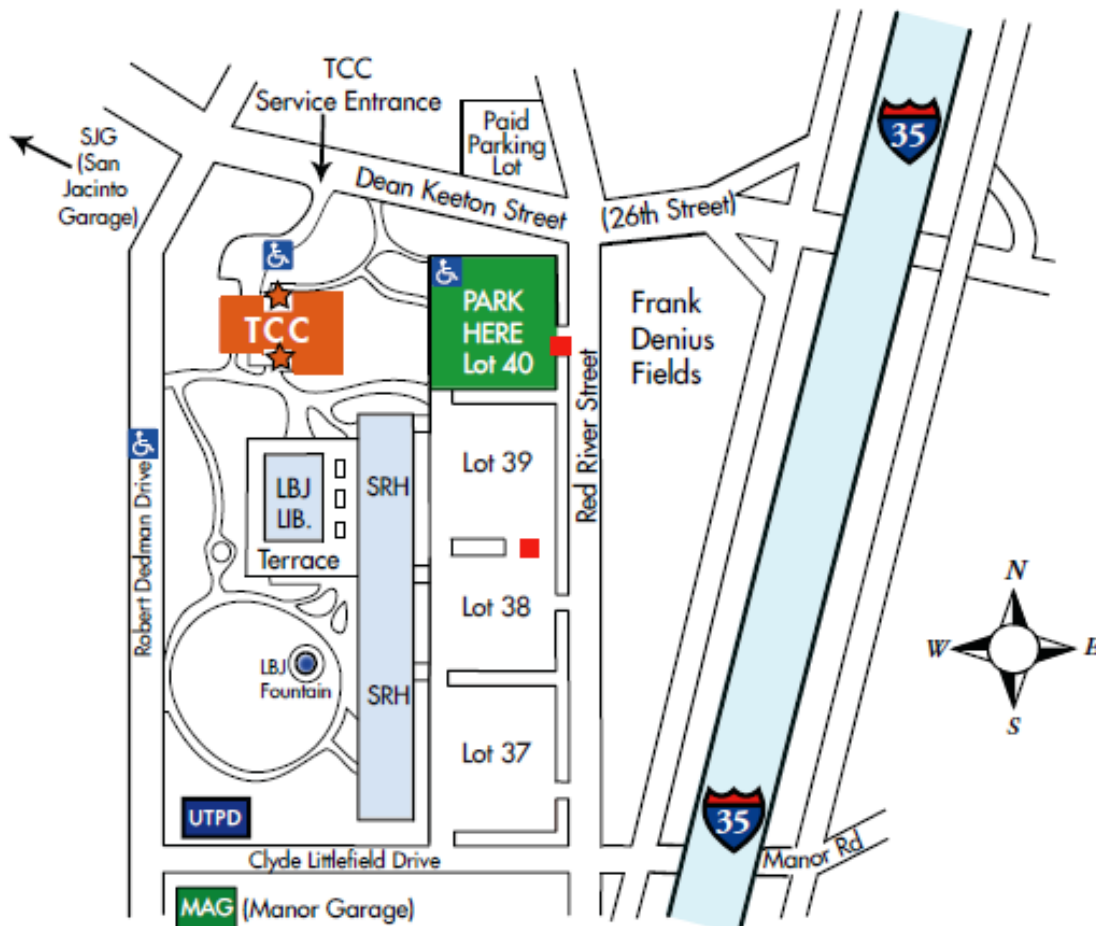 TCC
Service Entrance
SJG
(San
Jacinto
Garage)
Paid
Parking
Lot
35
Dean Keeton Street
(26th Street)
PARK
HERE
Lot 40
TCC
Frank
Denius
Fields
Red River Street
Robert Dedman Drive
Lot 39
LBJ
LIB.
SRH
Terrace
Lot 38
N
W
E
S
LBJ
Fountain
SRH
Lot 37
UTPD
35
Clyde Littlefield Drive
Manor Rd
MAG (Manor Garage)